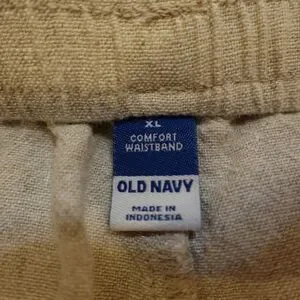 XL
COMFORT
WAISTBAND
OLD NAVY
MADE IN
INDONESIA